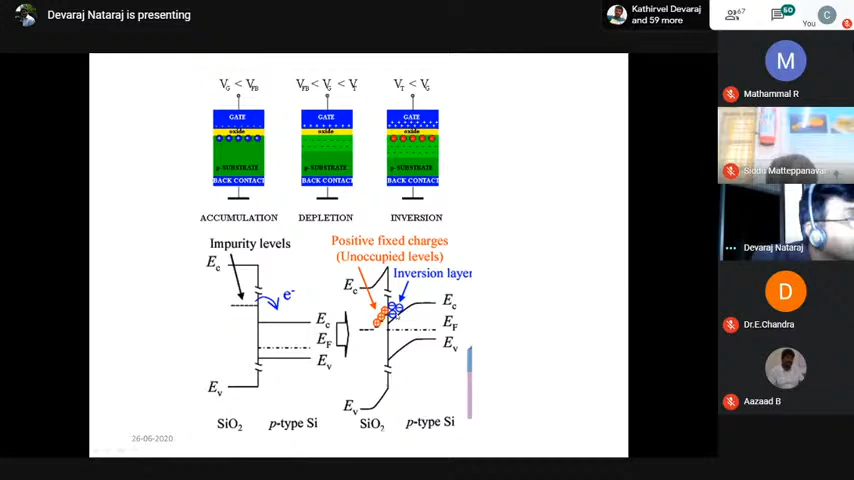 Devaraj Nataraj is presenting
Kathirvel Devaraj
and 59 more
67
60
C
You
V_G < V_FB
V_FB < V_G < V_T
V_T < V_G
GATE
GATE
GATE
oxide
oxide
oxide
p-SUBSTRATE
p-SUBSTRATE
p-SUBSTRATE
BACK CONTACT
BACK CONTACT
BACK CONTACT
ACCUMULATION
DEPLETION
INVERSION
Impurity levels
Positive fixed charges
(Unoccupied levels)
Inversion layer
E_c
e-
E_c
E_F
E_v
E_v
E_c
E_c
E_F
E_v
E_v
SiO2
p-type Si
SiO2
p-type Si
26-06-2020
M
Mathammal R
Siddu Matteppanavar
Devaraj Nataraj
D
Dr.E.Chandra
Aazaad B